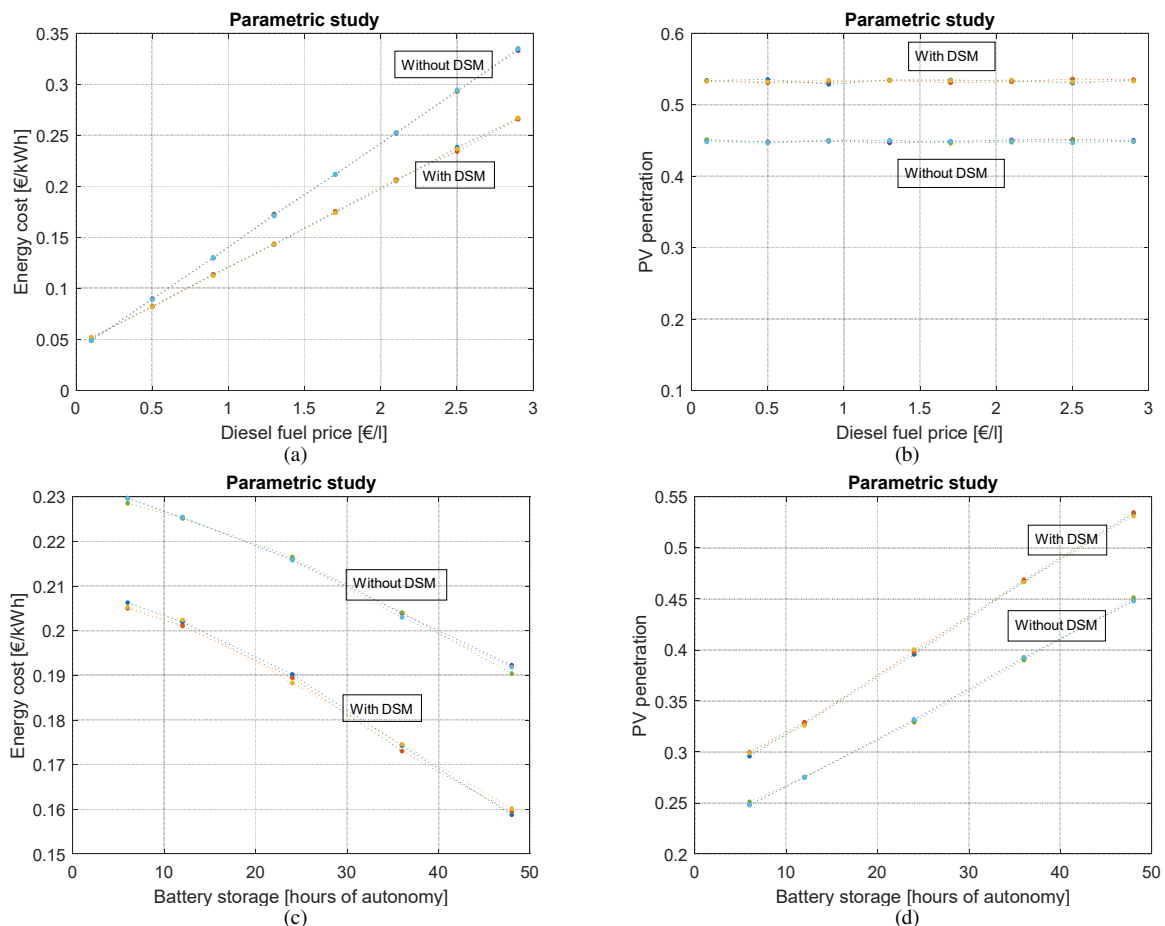 Parametric study
0.35
0.3
0.25
0.2
0.15
0.1
0.05
0
Energy cost [€/kWh]
Without DSM
With DSM
0 0.5 1 1.5 2 2.5 3
Diesel fuel price [€/l]
(a)
Parametric study
0.6
0.5
0.4
0.3
0.2
0.1
PV penetration
With DSM
Without DSM
0 0.5 1 1.5 2 2.5 3
Diesel fuel price [€/l]
(b)
Parametric study
0.23
0.22
0.21
0.2
0.19
0.18
0.17
0.16
0.15
Energy cost [€/kWh]
Without DSM
With DSM
0 10 20 30 40 50
Battery storage [hours of autonomy]
(c)
Parametric study
0.55
0.5
0.45
0.4
0.35
0.3
0.25
0.2
PV penetration
With DSM
Without DSM
0 10 20 30 40 50
Battery storage [hours of autonomy]
(d)